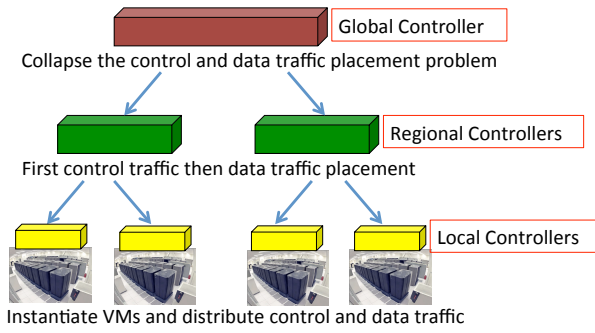 Global Controller
Collapse the control and data traffic placement problem
Regional Controllers
First control traffic then data traffic placement
Local Controllers
Instantiate VMs and distribute control and data traffic